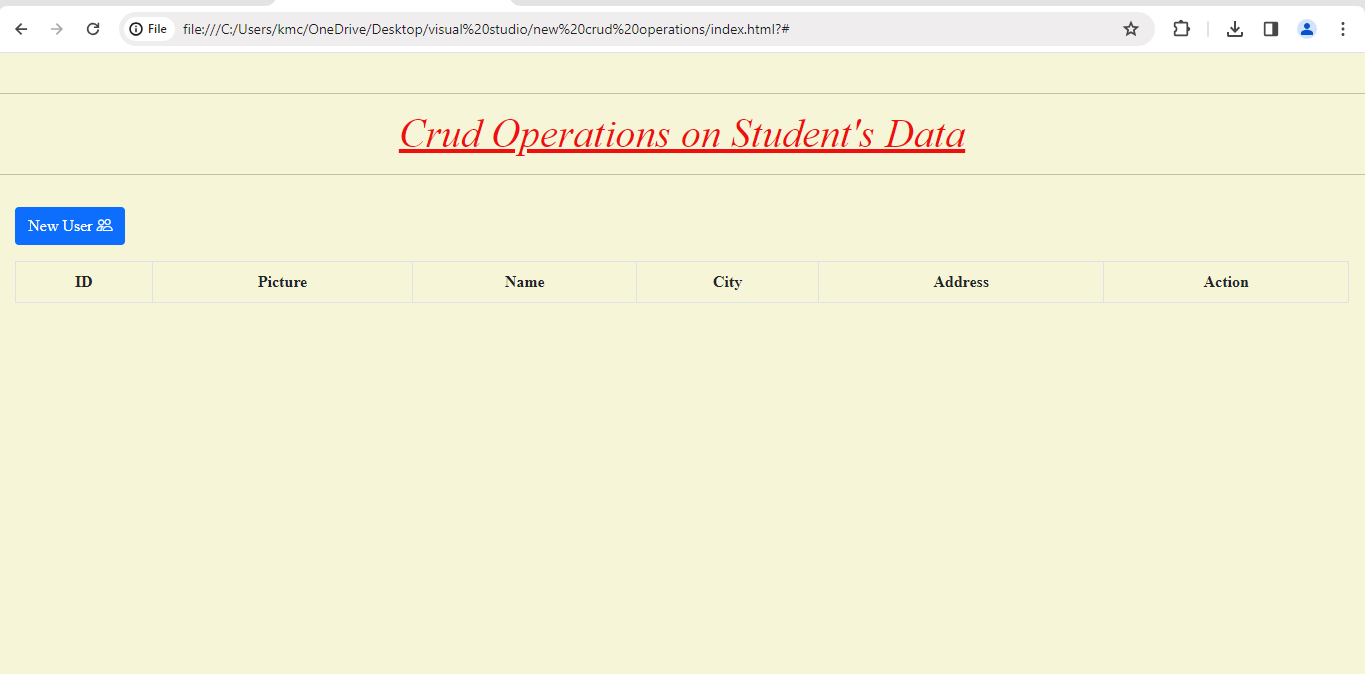 File file:///C:/Users/kmc/OneDrive/Desktop/visual%20studio/new%20crud%20operations/index.html?#
Crud Operations on Student's Data
New User
ID Picture Name City Address Action